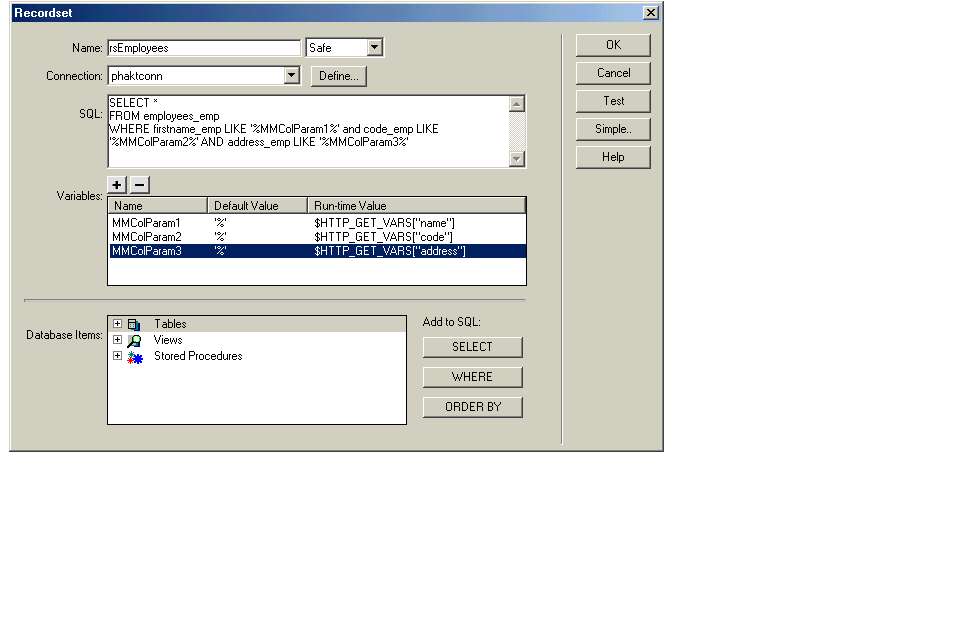 Recordset
Name: rsEmployees Safe
OK
Connection: phaktconn Define...
Cancel
SQL:
SELECT *
FROM employees_emp
WHERE firstname_emp LIKE '%MMColParam1%' and code_emp LIKE
'%MMColParam2%' AND address_emp LIKE '%MMColParam3%'
Test
Simple..
Help
Variables:
+ −
Name Default Value Run-time Value
MMColParam1 '%' $HTTP_GET_VARS["name"]
MMColParam2 '%' $HTTP_GET_VARS["code"]
MMColParam3 '%' $HTTP_GET_VARS["address"]
Database Items:
Tables
Views
Stored Procedures
Add to SQL:
SELECT
WHERE
ORDER BY